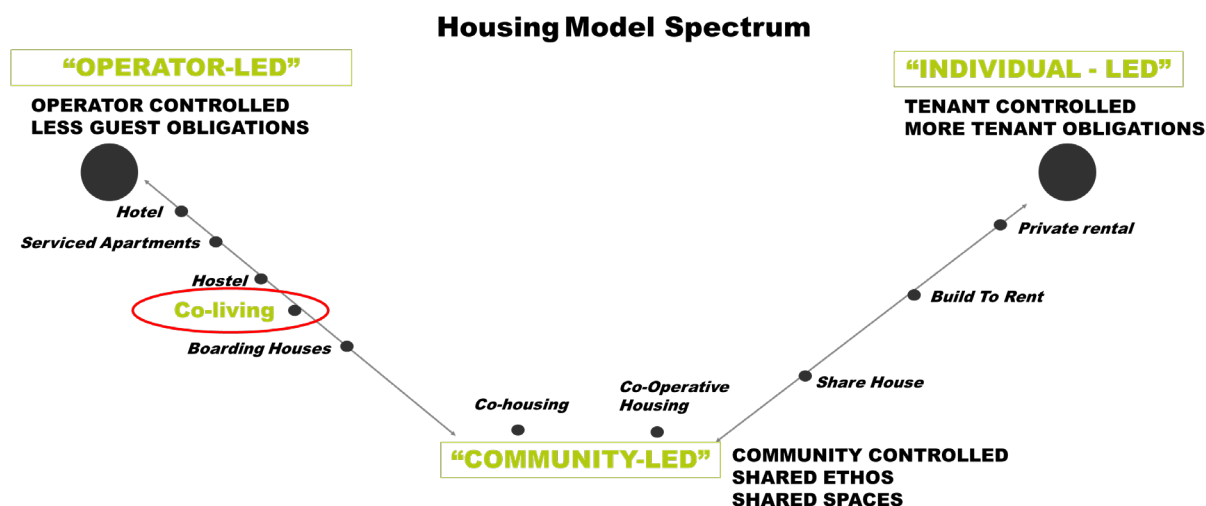 Housing Model Spectrum
“OPERATOR-LED”
OPERATOR CONTROLLED
LESS GUEST OBLIGATIONS
Hotel
Serviced Apartments
Hostel
Co-living
Boarding Houses
Co-housing
Co-Operative
Housing
“COMMUNITY-LED”
COMMUNITY CONTROLLED
SHARED ETHOS
SHARED SPACES
“INDIVIDUAL - LED”
TENANT CONTROLLED
MORE TENANT OBLIGATIONS
Private rental
Build To Rent
Share House